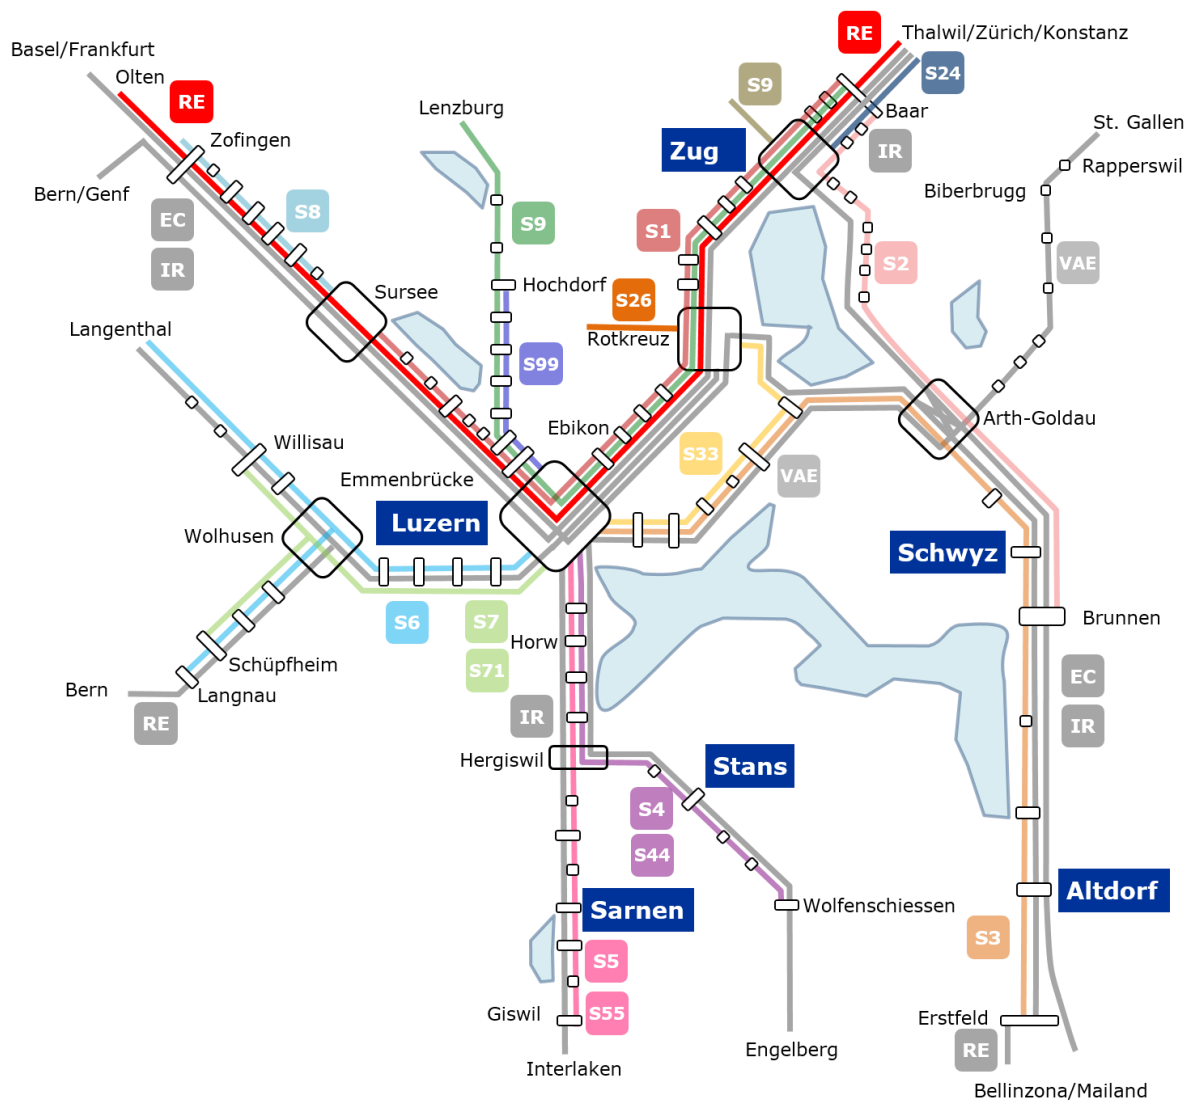 RE
Thalwil/Zürich/Konstanz
Basel/Frankfurt
Olten
RE
S9
S24
Lenzburg
Baar
St. Gallen
Zofingen
Zug
IR
Rapperswil
Bern/Genf
Biberbrugg
EC
S8
S9
S1
IR
S2
VAE
Sursee
Hochdorf
S26
Langenthal
Rotkreuz
S99
Ebikon
Arth-Goldau
Willisau
S33
Emmenbrücke
VAE
Luzern
Wolhusen
Schwyz
S6
S7
Brunnen
Horw
Schüpfheim
S71
EC
Bern
Langnau
RE
IR
IR
Hergiswil
Stans
S4
S44
Altdorf
Sarnen
Wolfenschiessen
S3
S5
Giswil
S55
Erstfeld
RE
Engelberg
Interlaken
Bellinzona/Mailand